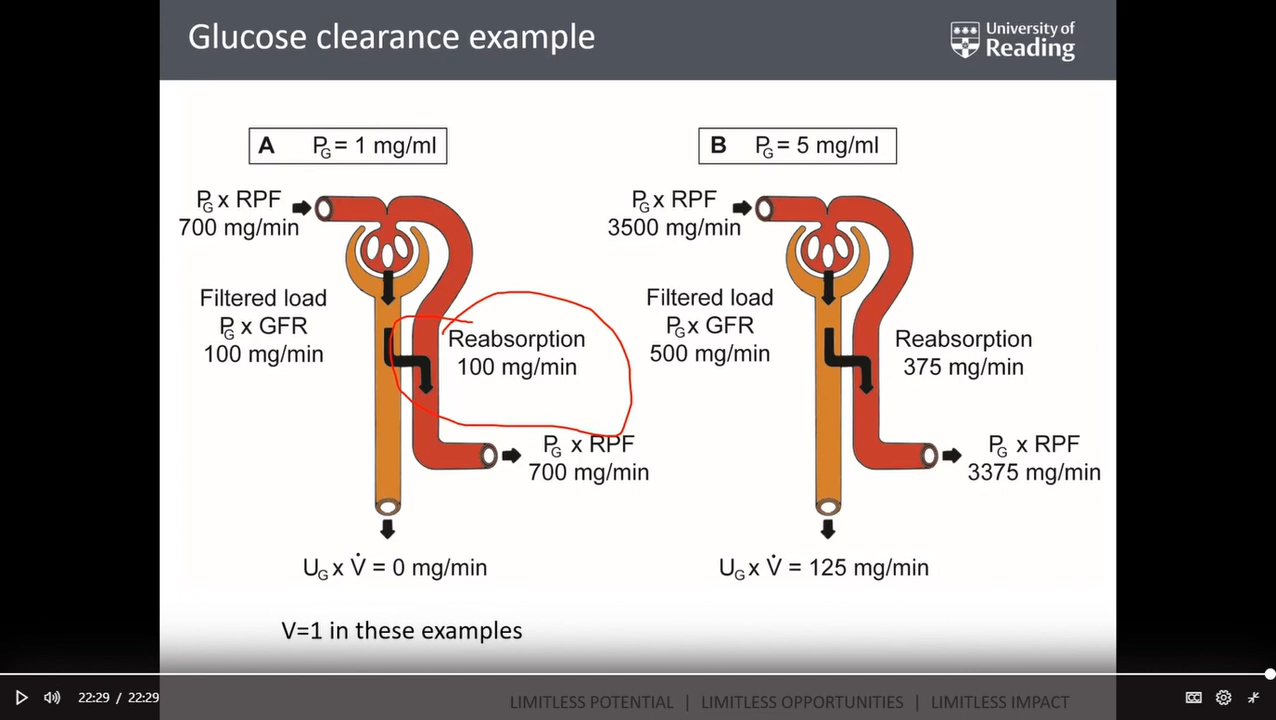 Glucose clearance example
University of
Reading
A PG = 1 mg/ml
PG x RPF
700 mg/min
Filtered load
PG x GFR
100 mg/min
Reabsorption
100 mg/min
PG x RPF
700 mg/min
UG x V̇ = 0 mg/min
B PG = 5 mg/ml
PG x RPF
3500 mg/min
Filtered load
PG x GFR
500 mg/min
Reabsorption
375 mg/min
PG x RPF
3375 mg/min
UG x V̇ = 125 mg/min
V=1 in these examples
22:29 / 22:29
LIMITLESS POTENTIAL | LIMITLESS OPPORTUNITIES | LIMITLESS IMPACT
CC